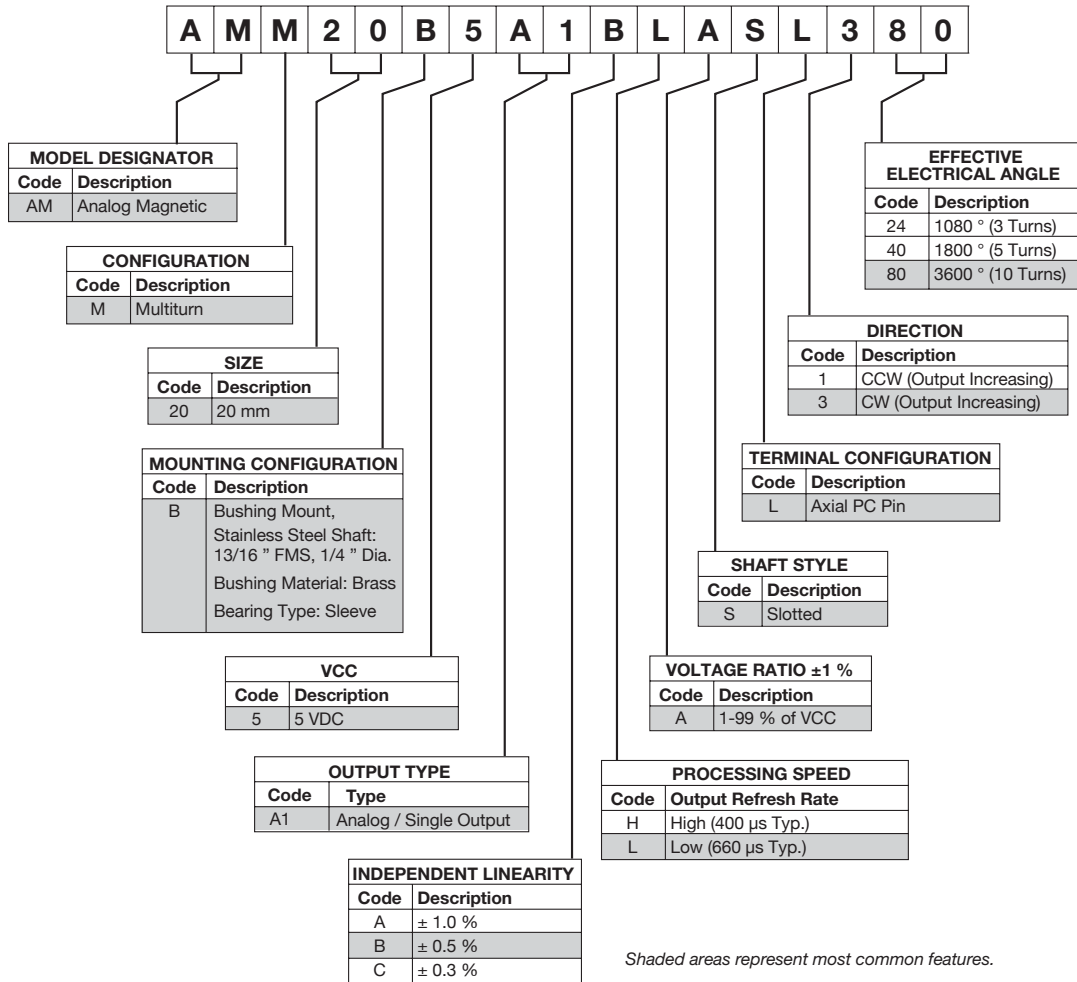 A M M 2 0 B 5 A 1 B L A S L 3 8 0
MODEL DESIGNATOR
Code Description
AM Analog Magnetic
CONFIGURATION
Code Description
M Multiturn
SIZE
Code Description
20 20 mm
MOUNTING CONFIGURATION
Code Description
B Bushing Mount,
Stainless Steel Shaft:
13/16 ” FMS, 1/4 ” Dia.
Bushing Material: Brass
Bearing Type: Sleeve
VCC
Code Description
5 5 VDC
OUTPUT TYPE
Code Type
A1 Analog / Single Output
INDEPENDENT LINEARITY
Code Description
A ± 1.0 %
B ± 0.5 %
C ± 0.3 %
EFFECTIVE
ELECTRICAL ANGLE
Code Description
24 1080 ° (3 Turns)
40 1800 ° (5 Turns)
80 3600 ° (10 Turns)
DIRECTION
Code Description
1 CCW (Output Increasing)
3 CW (Output Increasing)
TERMINAL CONFIGURATION
Code Description
L Axial PC Pin
SHAFT STYLE
Code Description
S Slotted
VOLTAGE RATIO ±1 %
Code Description
A 1-99 % of VCC
PROCESSING SPEED
Code Output Refresh Rate
H High (400 µs Typ.)
L Low (660 µs Typ.)
Shaded areas represent most common features.